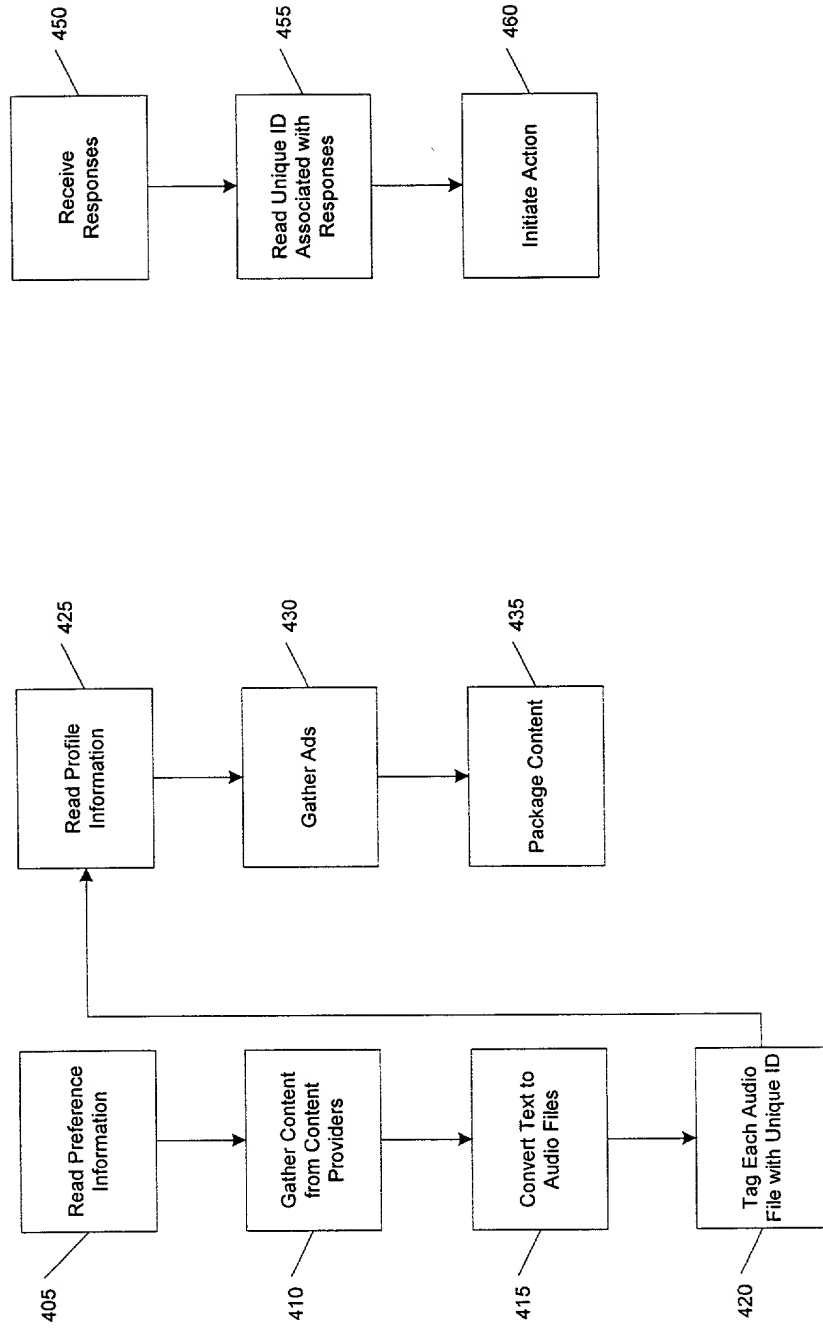 405
Read Preference
Information
410
Gather Content
from Content
Providers
415
Convert Text to
Audio Files
420
Tag Each Audio
File with Unique ID
425
Read Profile
Information
430
Gather Ads
435
Package Content
450
Receive
Responses
455
Read Unique ID
Associated with
Responses
460
Initiate Action